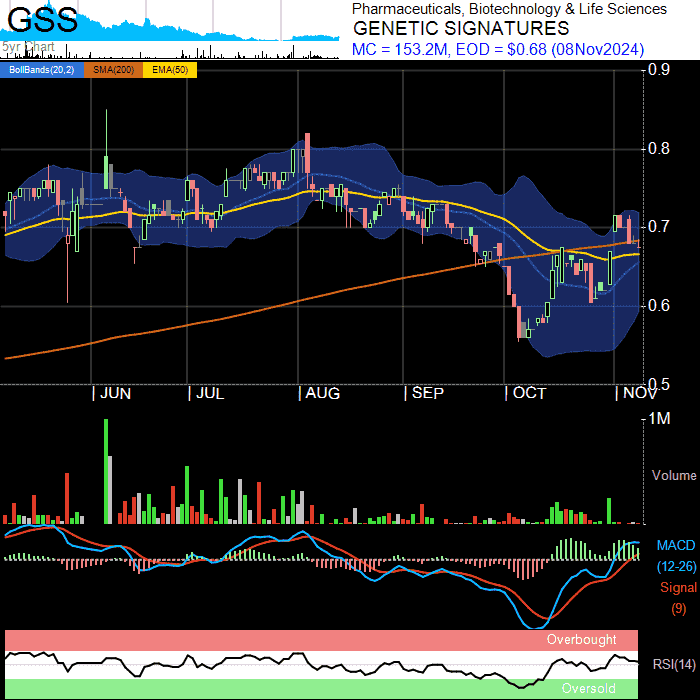 GSS
5yr Chart
Pharmaceuticals, Biotechnology & Life Sciences
GENETIC SIGNATURES
MC = 153.2M, EOD = $0.68 (08Nov2024)
BollBands(20,2) SMA(200) EMA(50)
0.9
0.8
0.7
0.6
0.5
| JUN | JUL | AUG | SEP | OCT | NOV
1M
Volume
MACD
(12-26)
Signal
(9)
Overbought
RSI(14)
Oversold